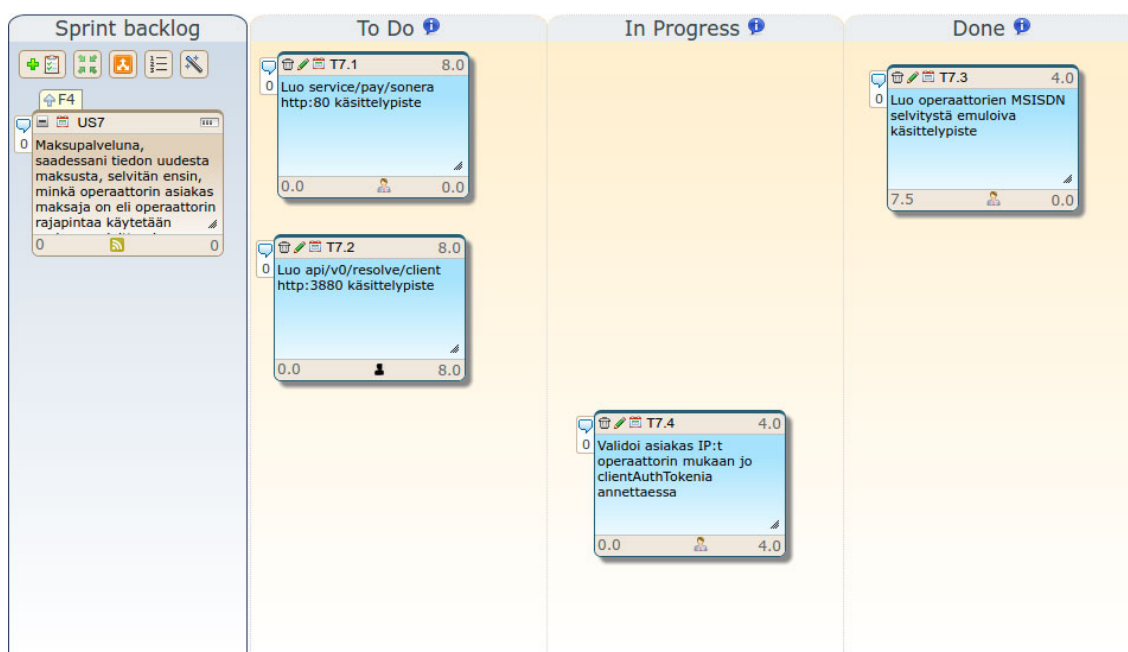 Sprint backlog
To Do
In Progress
Done
F4
US7
0
Maksupalveluna,
saadessani tiedon uudesta
maksusta, selvitän ensin,
minkä operaattorin asiakas
maksaja on eli operaattorin
rajapintaa käytetään
0 0
T7.1 8.0
0
Luo service/pay/sonera
http:80 käsittelypiste
0.0 0.0
T7.2 8.0
0
Luo api/v0/resolve/client
http:3880 käsittelypiste
0.0 8.0
T7.4 4.0
0
Validoi asiakas IP:t
operaattorin mukaan jo
clientAuthTokenia
annettaessa
0.0 4.0
T7.3 4.0
0
Luo operaattorien MSISDN
selvitystä emuloiva
käsittelypiste
7.5 0.0